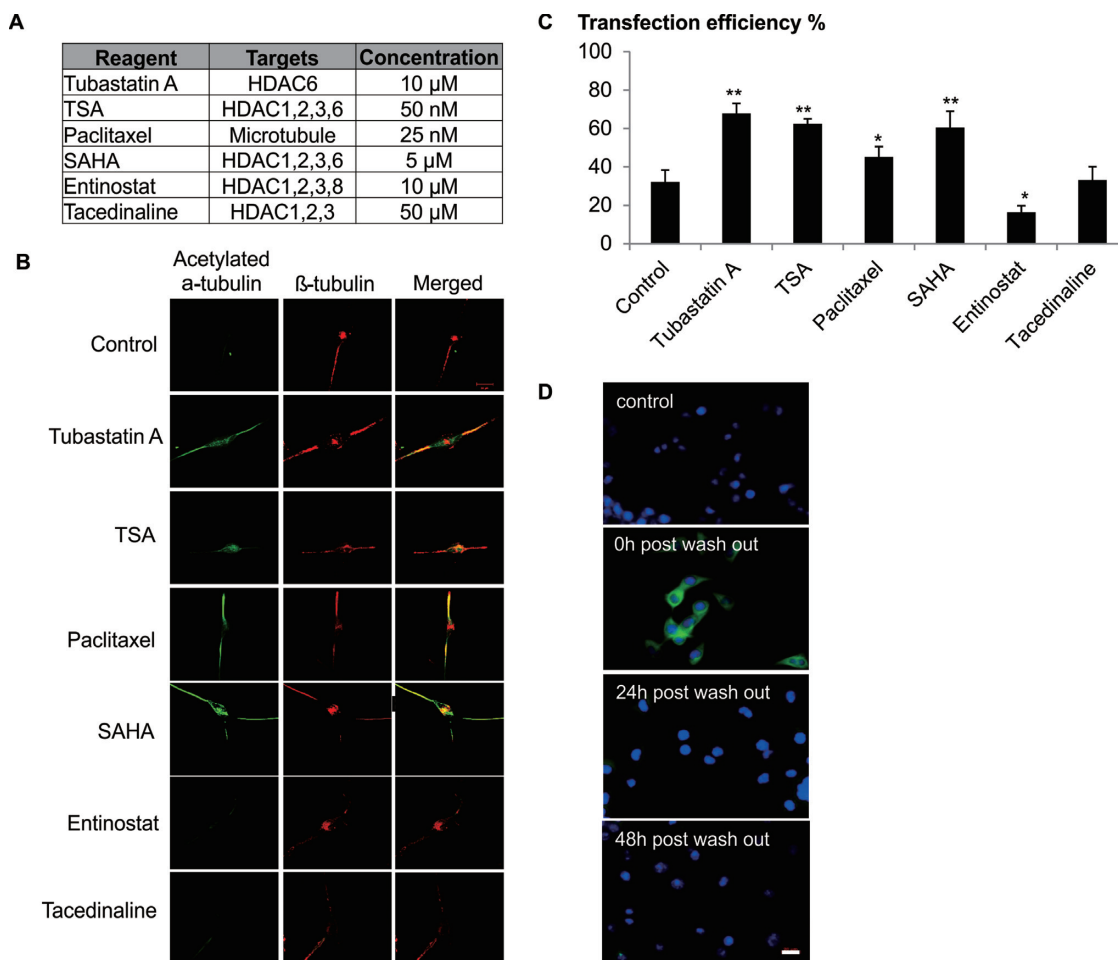 A
Reagent Targets Concentration
Tubastatin A HDAC6 10 µM
TSA HDAC1,2,3,6 50 nM
Paclitaxel Microtubule 25 nM
SAHA HDAC1,2,3,6 5 µM
Entinostat HDAC1,2,3,8 10 µM
Tacedinaline HDAC1,2,3 50 µM
B
Acetylated
a-tubulin
ß-tubulin
Merged
Control
Tubastatin A
TSA
Paclitaxel
SAHA
Entinostat
Tacedinaline
C Transfection efficiency %
100
80
60
40
20
0
**
**
*
**
*
Control
Tubastatin A
TSA
Paclitaxel
SAHA
Entinostat
Tacedinaline
D
control
0h post wash out
24h post wash out
48h post wash out